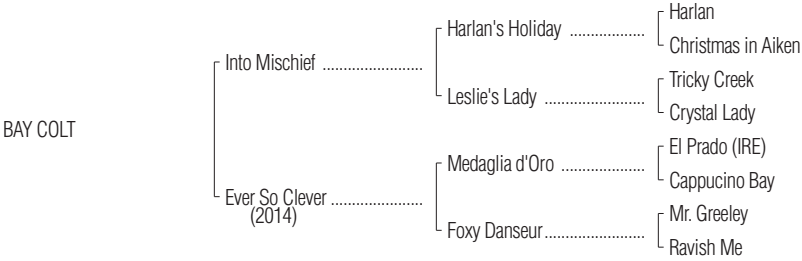 Harlan
Harlan's Holiday ..................
Christmas in Aiken
Into Mischief ........................
Tricky Creek
Leslie's Lady ........................
Crystal Lady
BAY COLT
El Prado (IRE)
Medaglia d'Oro ....................
Cappucino Bay
Ever So Clever ......................
(2014)
Mr. Greeley
Foxy Danseur........................
Ravish Me